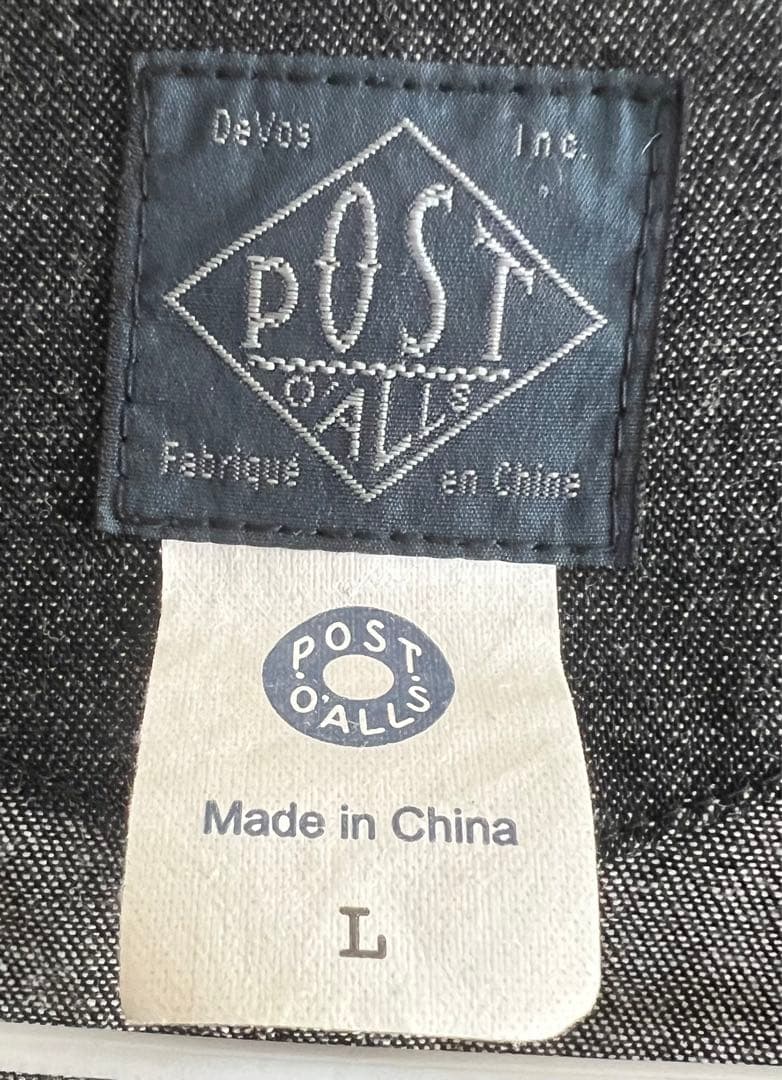 DeVos Inc.
POST
O'ALLS
Fabriqué en Chine
POST
O'ALLS
Made in China
L